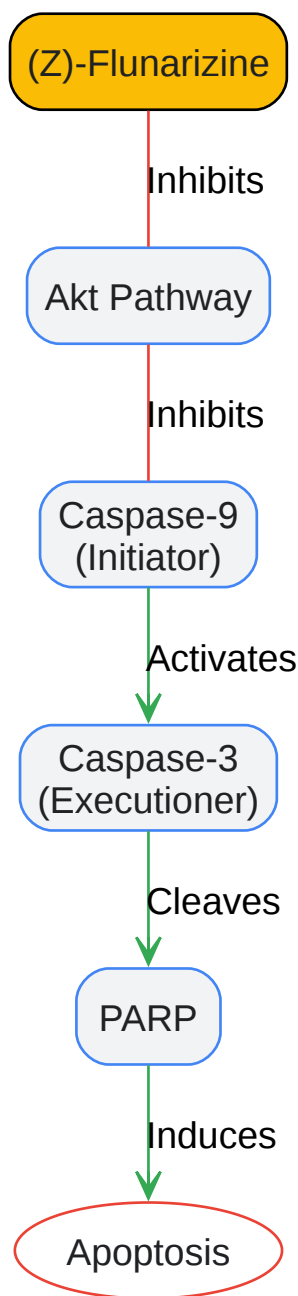 (Z)-Flunarizine
Inhibits
Akt Pathway
Inhibits
Caspase-9
(Initiator)
Activates
Caspase-3
(Executioner)
Cleaves
PARP
Induces
Apoptosis